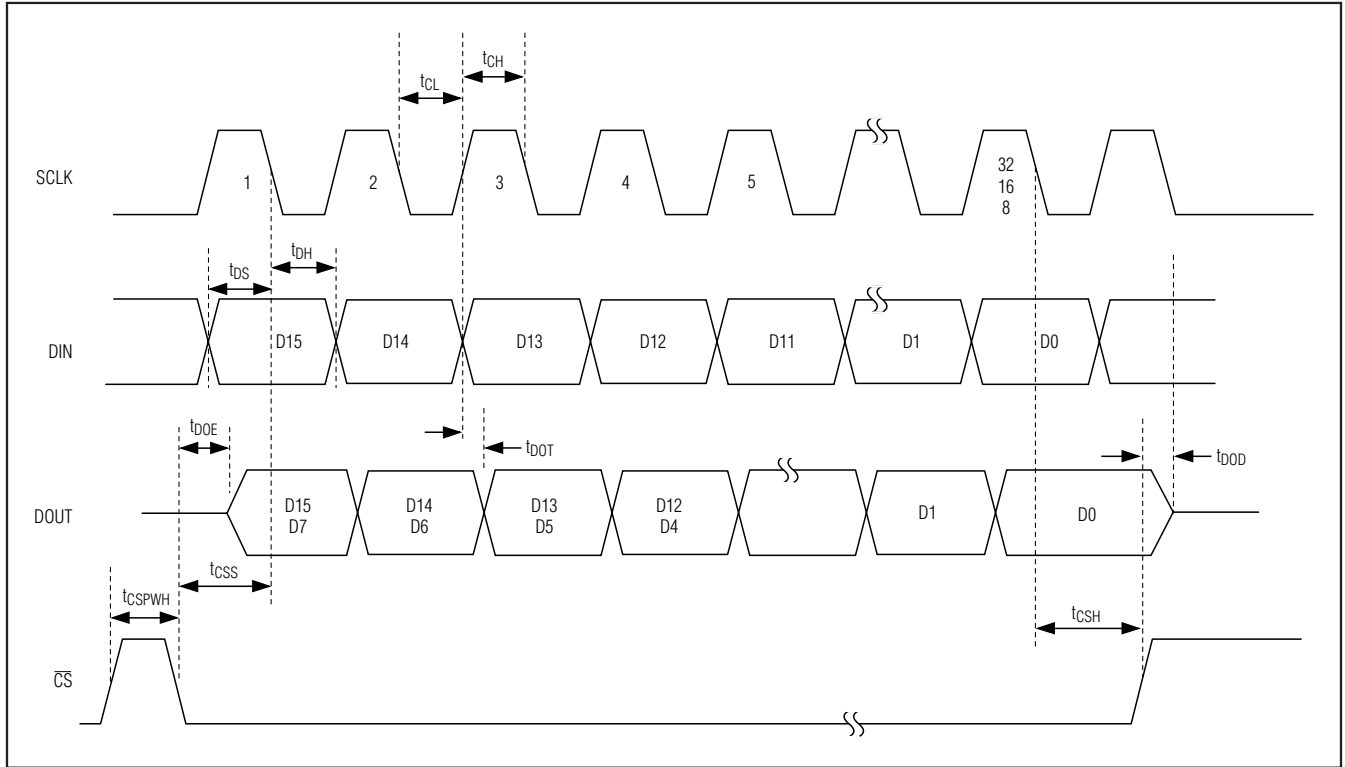 tCH
tCL
SCLK 1 2 3 4 5 32
16
8
tDH
tDS
DIN D15 D14 D13 D12 D11 D1 D0
tDOE
tDOT
tDOD
DOUT D15 D14 D13 D12 D1 D0
D7 D6 D5 D4
tCSS
tCSPWH
tCSH
C̅S̅